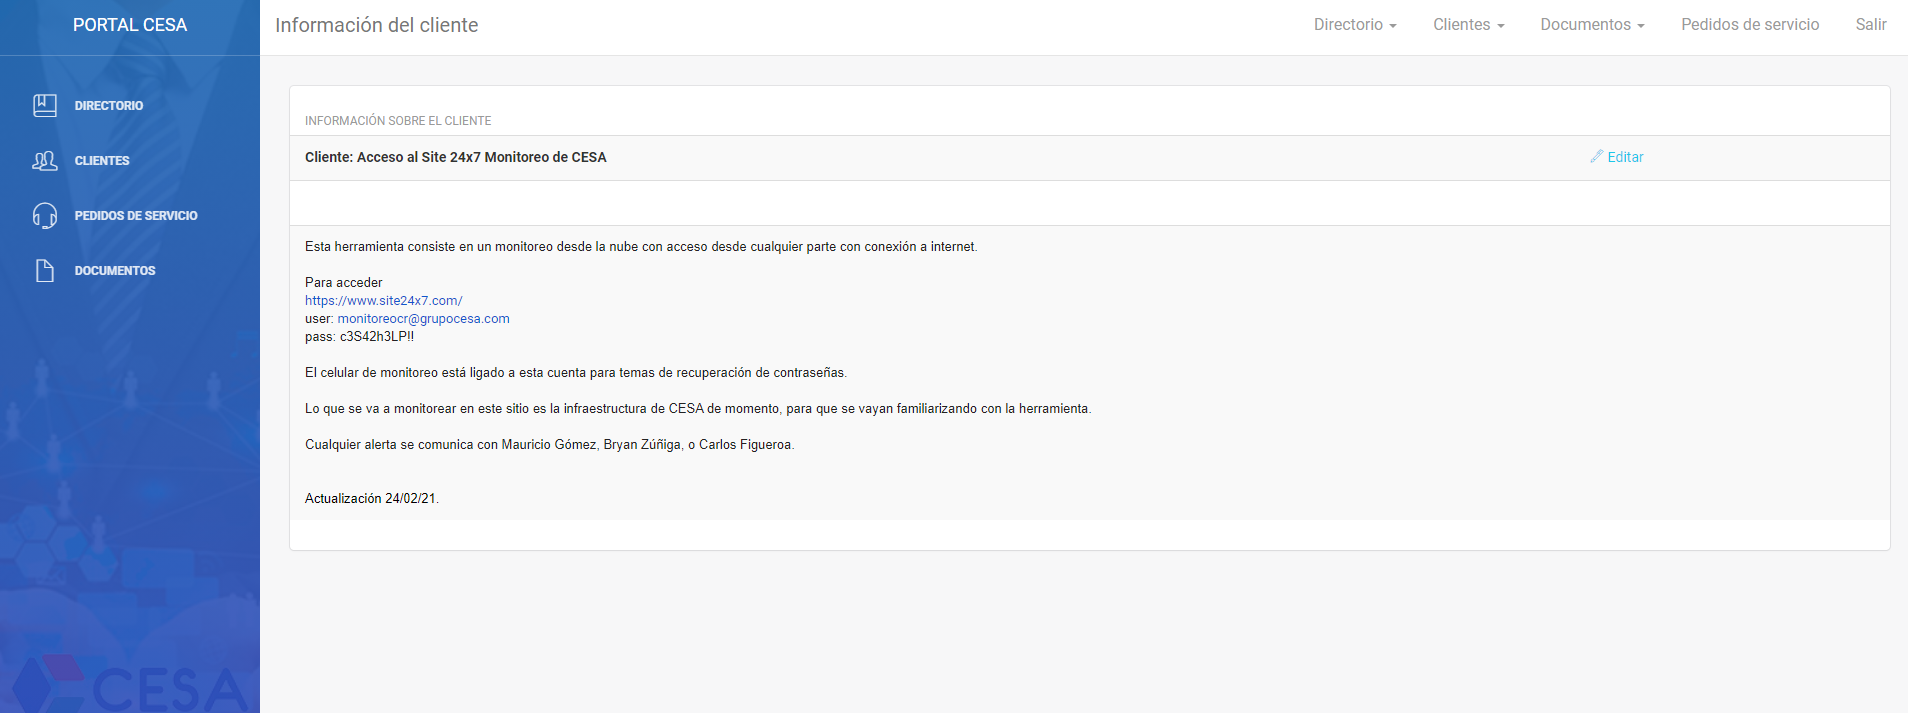 PORTAL CESA
Información del cliente
Directorio
Clientes
Documentos
Pedidos de servicio
Salir
DIRECTORIO
CLIENTES
PEDIDOS DE SERVICIO
DOCUMENTOS
INFORMACIÓN SOBRE EL CLIENTE
Cliente: Acceso al Site 24x7 Monitoreo de CESA
Editar
Esta herramienta consiste en un monitoreo desde la nube con acceso desde cualquier parte con conexión a internet.
Para acceder
https://www.site24x7.com/
user: monitoreocr@grupocesa.com
pass: c3S42h3LP!!
El celular de monitoreo está ligado a esta cuenta para temas de recuperación de contraseñas.
Lo que se va a monitorear en este sitio es la infraestructura de CESA de momento, para que se vayan familiarizando con la herramienta.
Cualquier alerta se comunica con Mauricio Gómez, Bryan Zúñiga, o Carlos Figueroa.
Actualización 24/02/21.
CESA